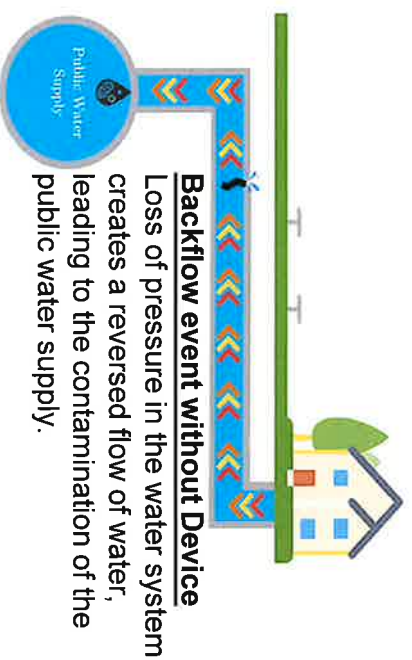 Public Water
Supply
Backflow event without Device
Loss of pressure in the water system
creates a reversed flow of water,
leading to the contamination of the
public water supply.